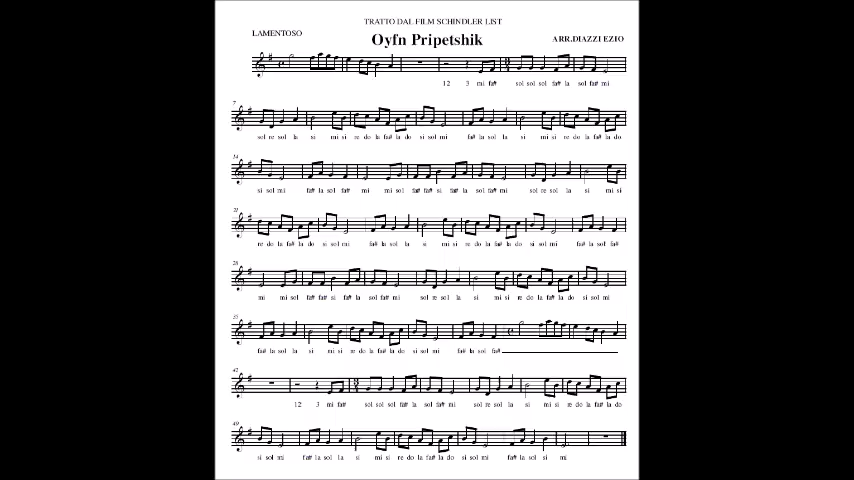 TRATTO DAL FILM SCHINDLER LIST
LAMENTOSO
Oyfn Pripetshik
ARR.DIAZZI EZIO
12 3 mi fa# sol sol sol fa# la sol fa# mi
7
sol re sol la si mi si re do la fa# la do si sol mi fa# la sol la si mi si re do la fa# la do
14
si sol mi fa# la sol fa# mi mi sol fa# fa# si fa# la sol fa# mi sol re sol la si mi si
21
re do la fa# la do si sol mi fa# la sol la si mi si re do la fa# la do si sol mi fa# la sol fa#
28
mi mi sol fa# fa# si fa# la sol fa# mi sol re sol la si mi si re do la fa# la do si sol mi
35
fa# la sol la si mi si re do la fa# la do si sol mi fa# la sol fa#
42
12 3 mi fa# sol sol sol fa# la sol fa# mi sol re sol la si mi si re do la fa# la do
49
si sol mi fa# la sol la si mi si re do la fa# la do si sol mi fa# la sol si mi